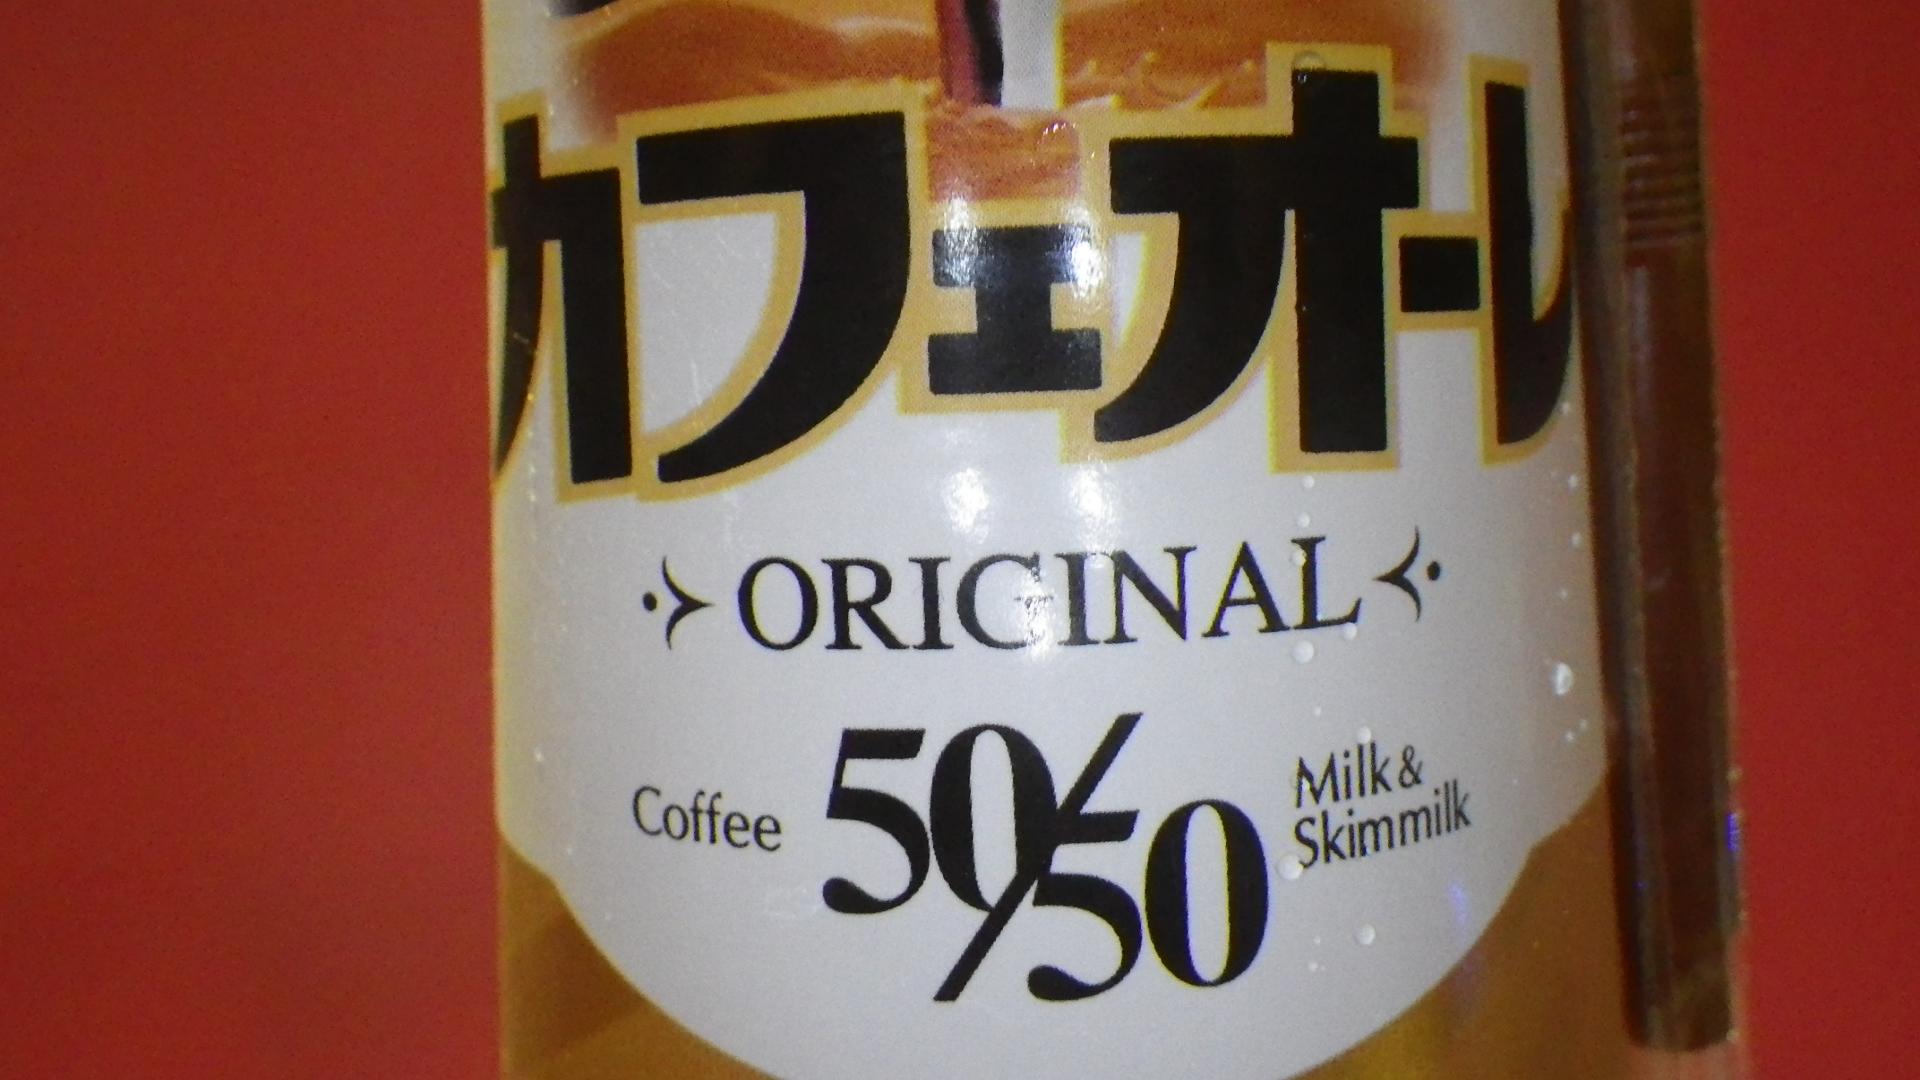 カフェオーレ
ORIGINAL
Coffee 50/50 Milk &
Skimmilk